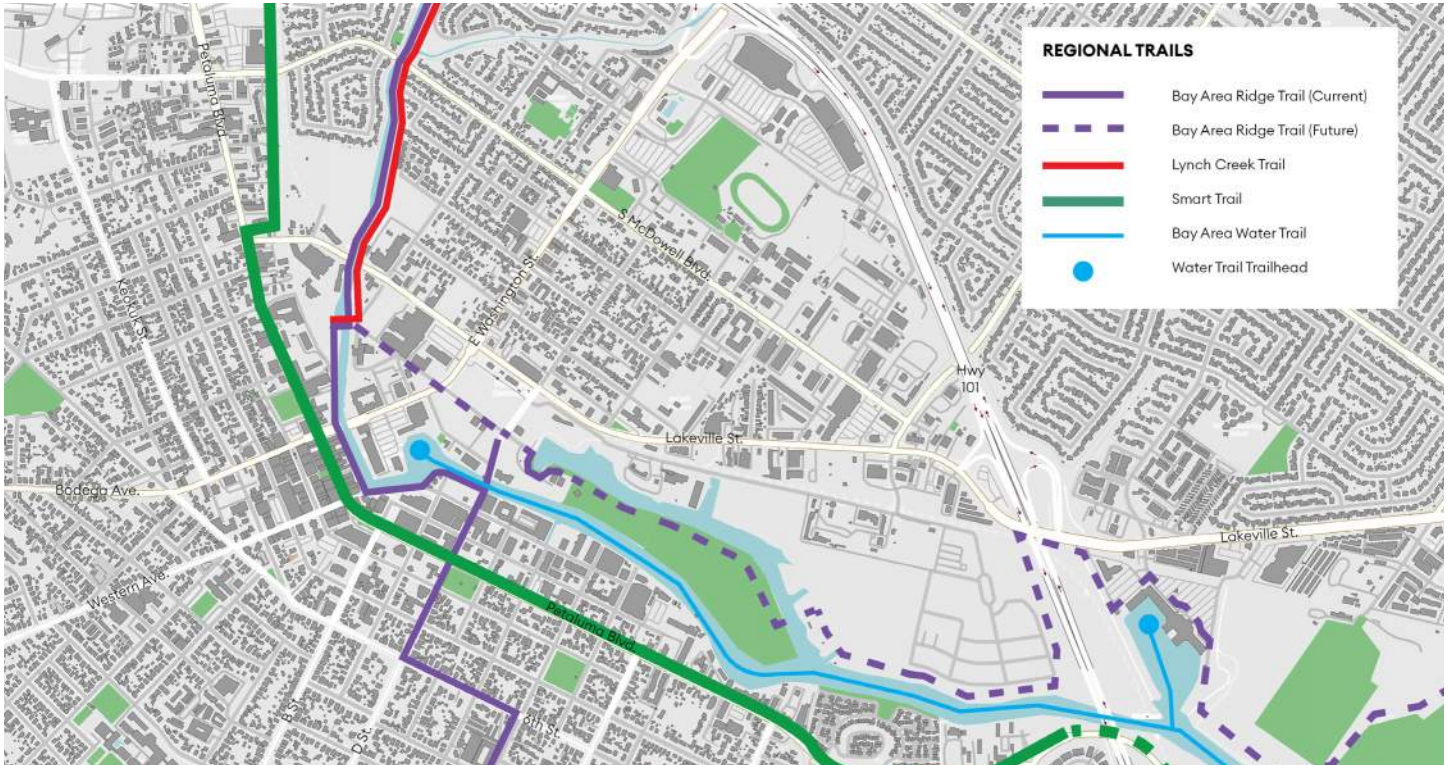 REGIONAL TRAILS
Bay Area Ridge Trail (Current)
Bay Area Ridge Trail (Future)
Lynch Creek Trail
Smart Trail
Bay Area Water Trail
Water Trail Trailhead
Petaluma Blvd.
Keokuk St.
S McDowell Blvd.
E Washington St.
Hwy
101
Lakeville St.
Bodega Ave.
Lakeville St.
Western Ave.
Petaluma Blvd.
B St.
D St.
6th St.